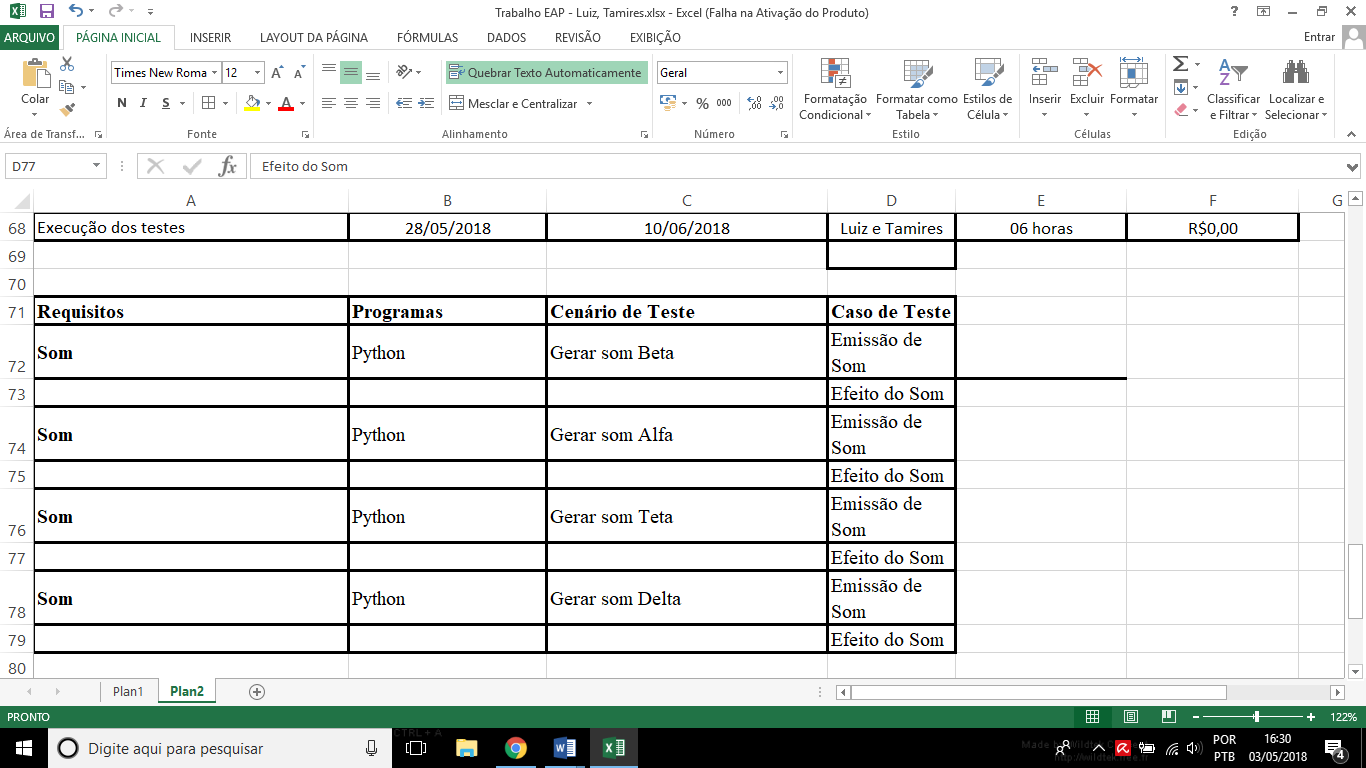 Trabalho EAP - Luiz, Tamires.xlsx - Excel (Falha na Ativação do Produto)
ARQUIVO PÁGINA INICIAL INSERIR LAYOUT DA PÁGINA FÓRMULAS DADOS REVISÃO EXIBIÇÃO Entrar
Colar
Times New Roma 12
Quebrar Texto Automaticamente
Geral
N I S
Mesclar e Centralizar
% 000
Formatação Condicional
Formatar como Tabela
Estilos de Célula
Inserir Excluir Formatar
Classificar e Filtrar
Localizar e Selecionar
Área de Transf... Fonte Alinhamento Número Estilo Células Edição
D77 fx Efeito do Som
A B C D E F G
68 Execução dos testes 28/05/2018 10/06/2018 Luiz e Tamires 06 horas R$0,00
69
70
71 Requisitos Programas Cenário de Teste Caso de Teste
72 Som Python Gerar som Beta Emissão de Som
73 Efeito do Som
74 Som Python Gerar som Alfa Emissão de Som
75 Efeito do Som
76 Som Python Gerar som Teta Emissão de Som
77 Efeito do Som
78 Som Python Gerar som Delta Emissão de Som
79 Efeito do Som
80
Plan1 Plan2
PRONTO 122%
CTRL + A
Digite aqui para pesquisar
POR 16:30
PTB 03/05/2018
4